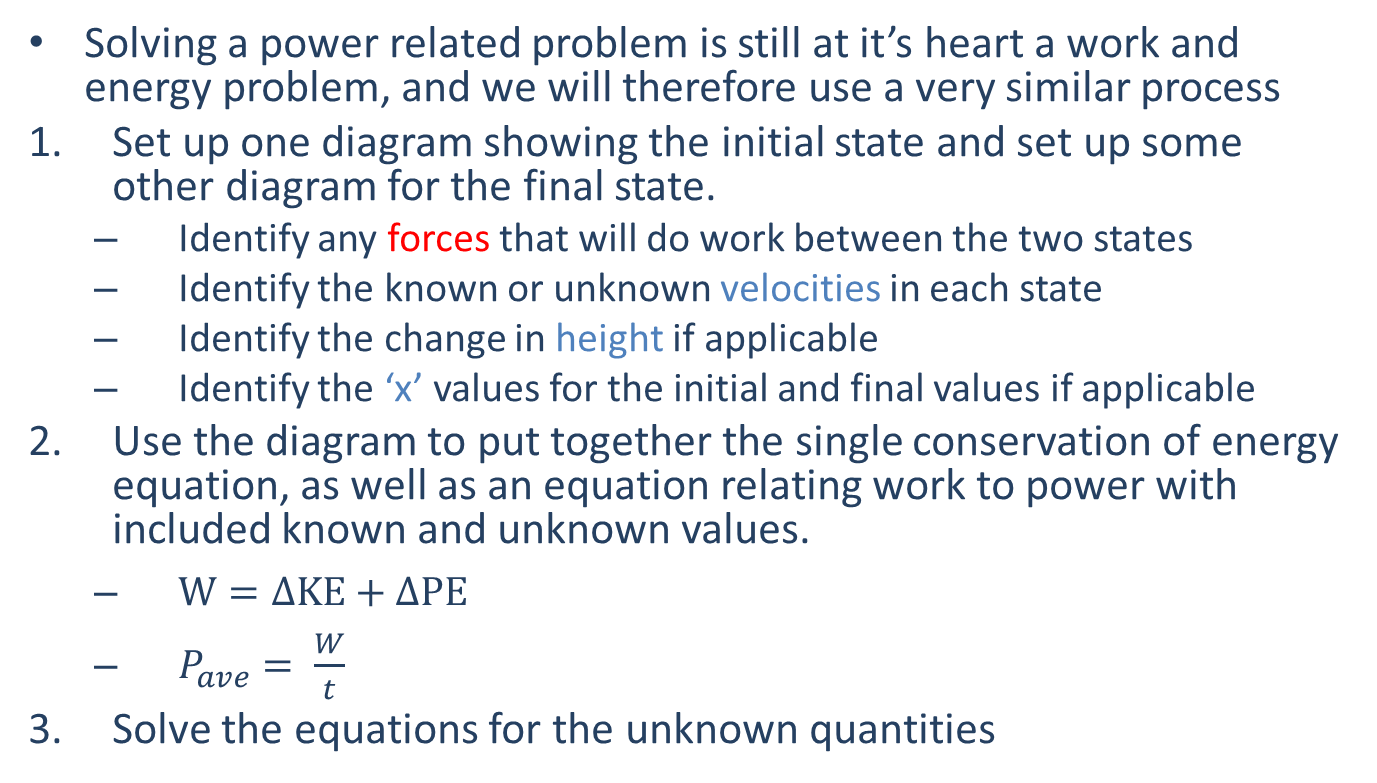 • Solving a power related problem is still at it’s heart a work and
energy problem, and we will therefore use a very similar process
1. Set up one diagram showing the initial state and set up some
other diagram for the final state.
– Identify any forces that will do work between the two states
– Identify the known or unknown velocities in each state
– Identify the change in height if applicable
– Identify the ‘x’ values for the initial and final values if applicable
2. Use the diagram to put together the single conservation of energy
equation, as well as an equation relating work to power with
included known and unknown values.
– W = ΔKE + ΔPE
– P_ave = W/t
3. Solve the equations for the unknown quantities